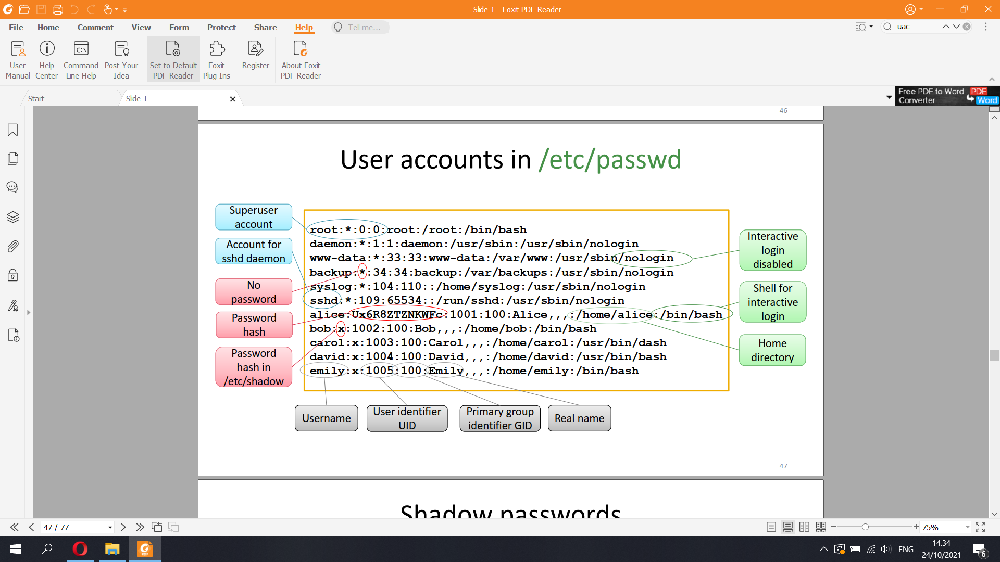 Slide 1 - Foxit PDF Reader
File Home Comment View Form Protect Share Help Tell me... uac
User Manual
Help Center
Command Line Help
Post Your Idea
Set to Default PDF Reader
Foxit Plug-Ins
Register
About Foxit PDF Reader
Start
Slide 1
Free PDF to Word Converter
PDF
Word
46
User accounts in /etc/passwd
Superuser
account
Account for
sshd daemon
No
password
Password
hash
Password
hash in
/etc/shadow
root:*:0:0:root:/root:/bin/bash
daemon:*:1:1:daemon:/usr/sbin:/usr/sbin/nologin
www-data:*:33:33:www-data:/var/www:/usr/sbin/nologin
backup:*:34:34:backup:/var/backups:/usr/sbin/nologin
syslog:*:104:110::/home/syslog:/usr/sbin/nologin
sshd:*:109:65534::/run/sshd:/usr/sbin/nologin
alice:Ux6R8ZTZNKWFc:1001:100:Alice,,,:/home/alice:/bin/bash
bob:x:1002:100:Bob,,,:/home/bob:/bin/bash
carol:x:1003:100:Carol,,,:/home/carol:/usr/bin/dash
david:x:1004:100:David,,,:/home/david:/usr/bin/bash
emily:x:1005:100:Emily,,,:/home/emily:/bin/bash
Interactive
login
disabled
Shell for
interactive
login
Home
directory
Username
User identifier
UID
Primary group
identifier GID
Real name
47
Shadow passwords
47 / 77
75%
ENG
14.34
24/10/2021
6